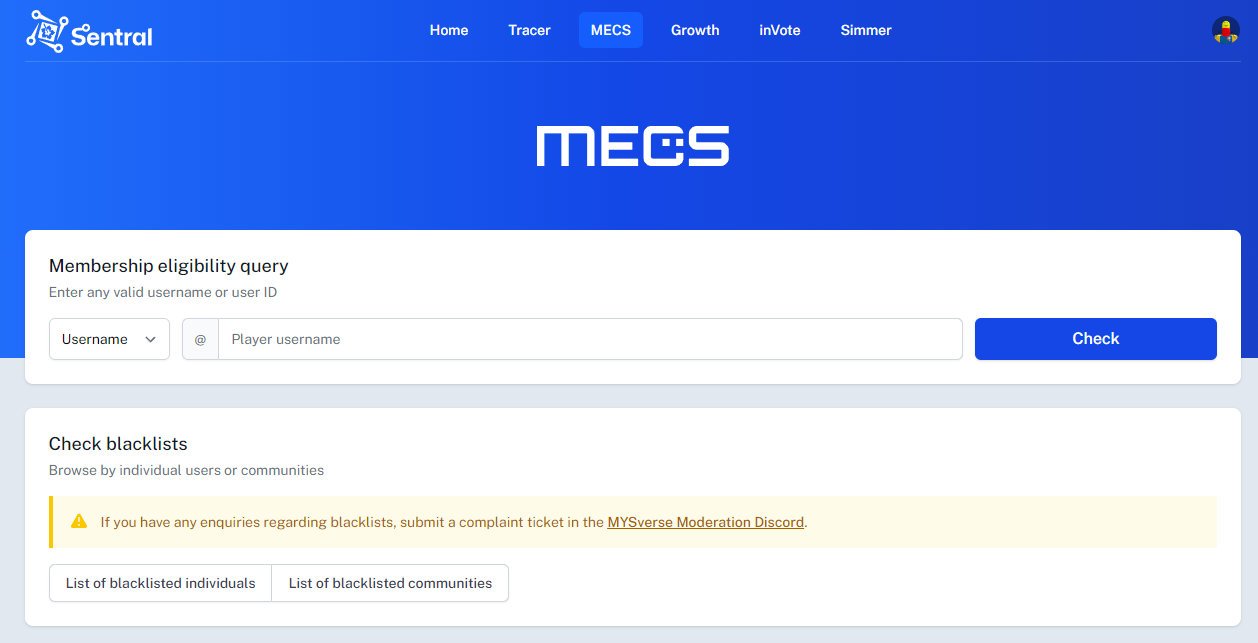 Sentral
Home
Tracer
MECS
Growth
inVote
Simmer
MECS
Membership eligibility query
Enter any valid username or user ID
Username
@
Player username
Check
Check blacklists
Browse by individual users or communities
If you have any enquiries regarding blacklists, submit a complaint ticket in the MYSverse Moderation Discord.
List of blacklisted individuals
List of blacklisted communities